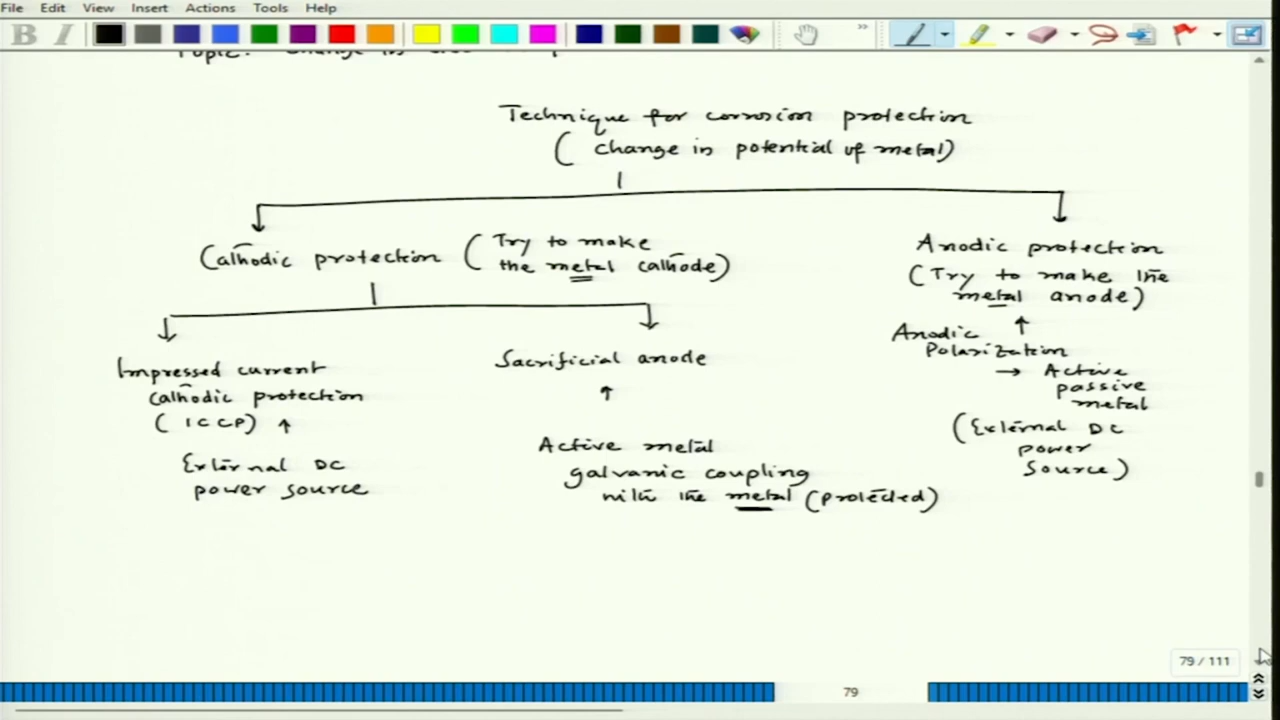 File Edit View Insert Actions Tools Help
B I
Topic: Change in
Technique for corrosion protection
( change in potential of metal)
Cathodic protection (Try to make
the metal cathode)
Anodic protection
(Try to make the
metal anode)
Impressed current
cathodic protection
( ICCP)
External DC
power source
Sacrificial anode
Active metal
galvanic coupling
with the metal (protected)
Anodic
Polarization
→ Active
passive
metal
(External DC
power
source)
79 / 111
79